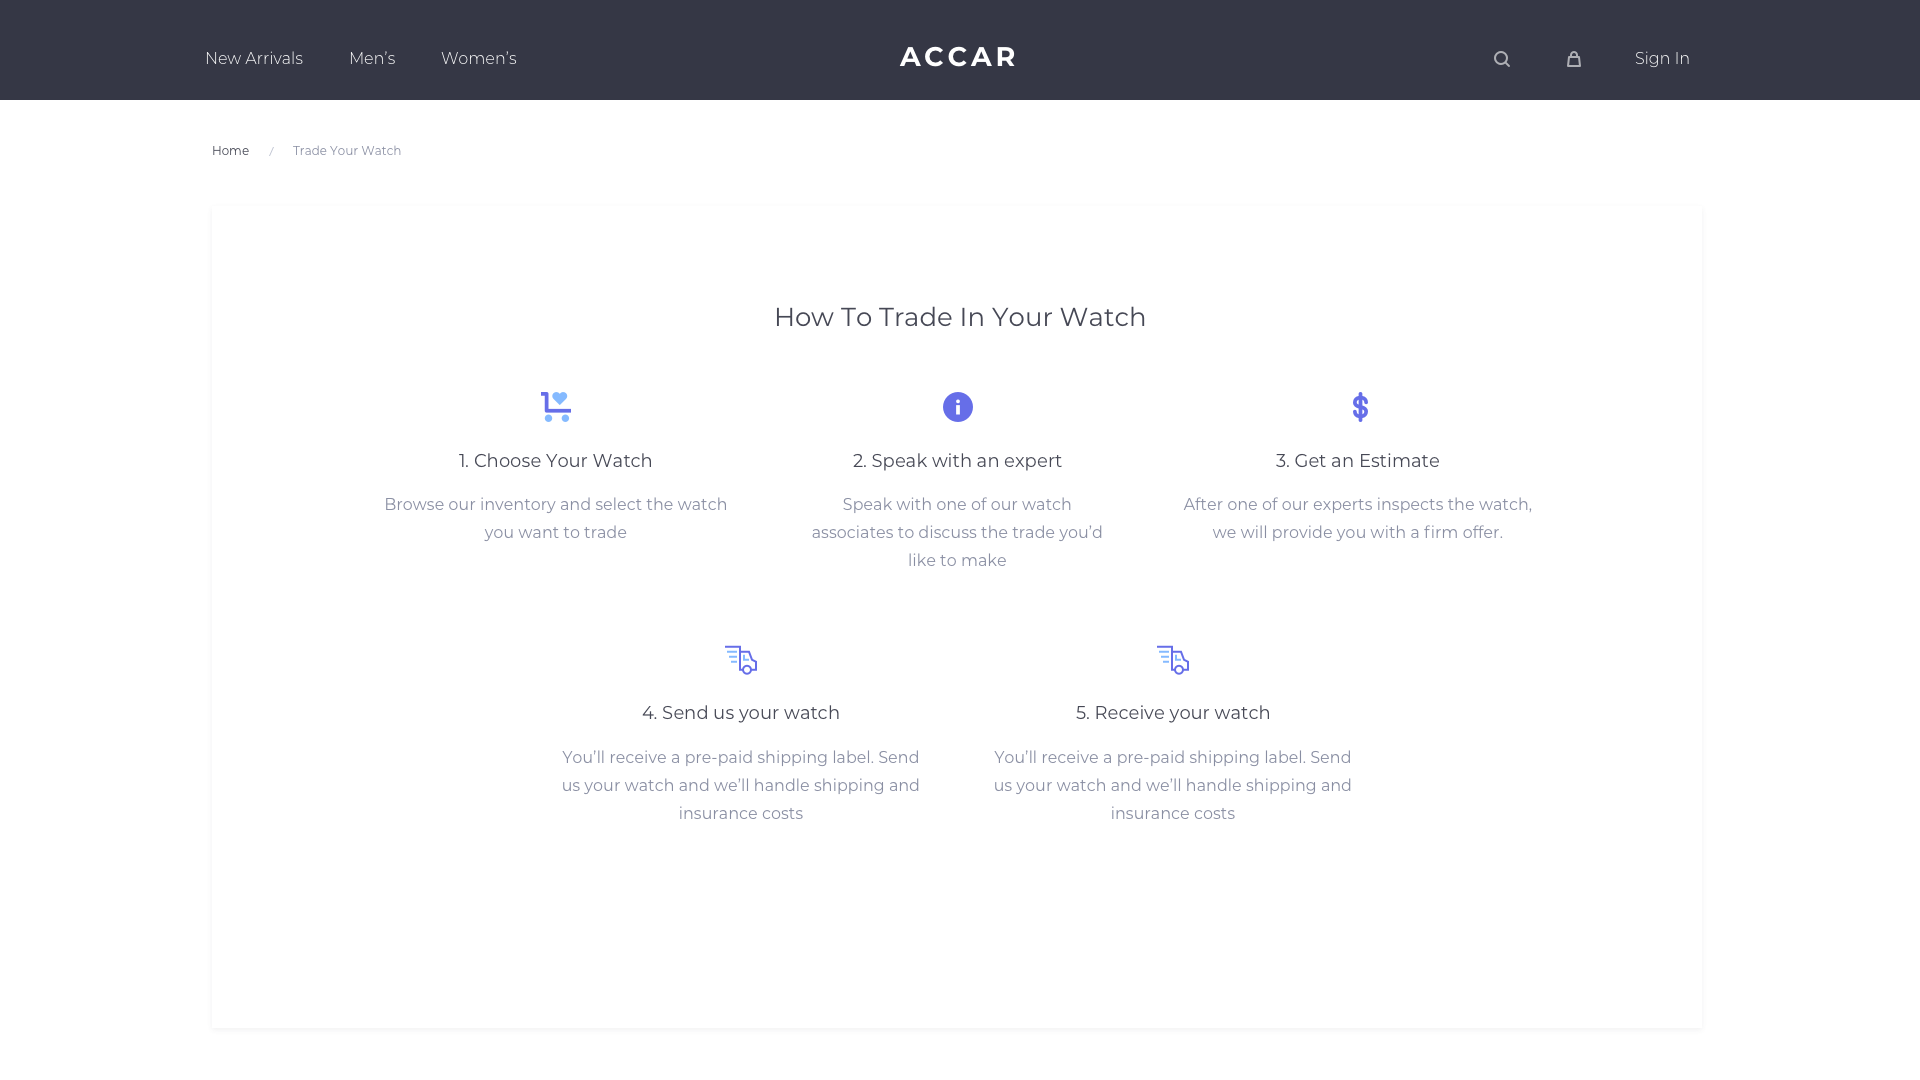 New Arrivals Men's Women's ACCAR Sign In
Home / Trade Your Watch
How To Trade In Your Watch
1. Choose Your Watch
Browse our inventory and select the watch
you want to trade
2. Speak with an expert
Speak with one of our watch
associates to discuss the trade you'd
like to make
3. Get an Estimate
After one of our experts inspects the watch,
we will provide you with a firm offer.
4. Send us your watch
You'll receive a pre-paid shipping label. Send
us your watch and we'll handle shipping and
insurance costs
5. Receive your watch
You'll receive a pre-paid shipping label. Send
us your watch and we'll handle shipping and
insurance costs